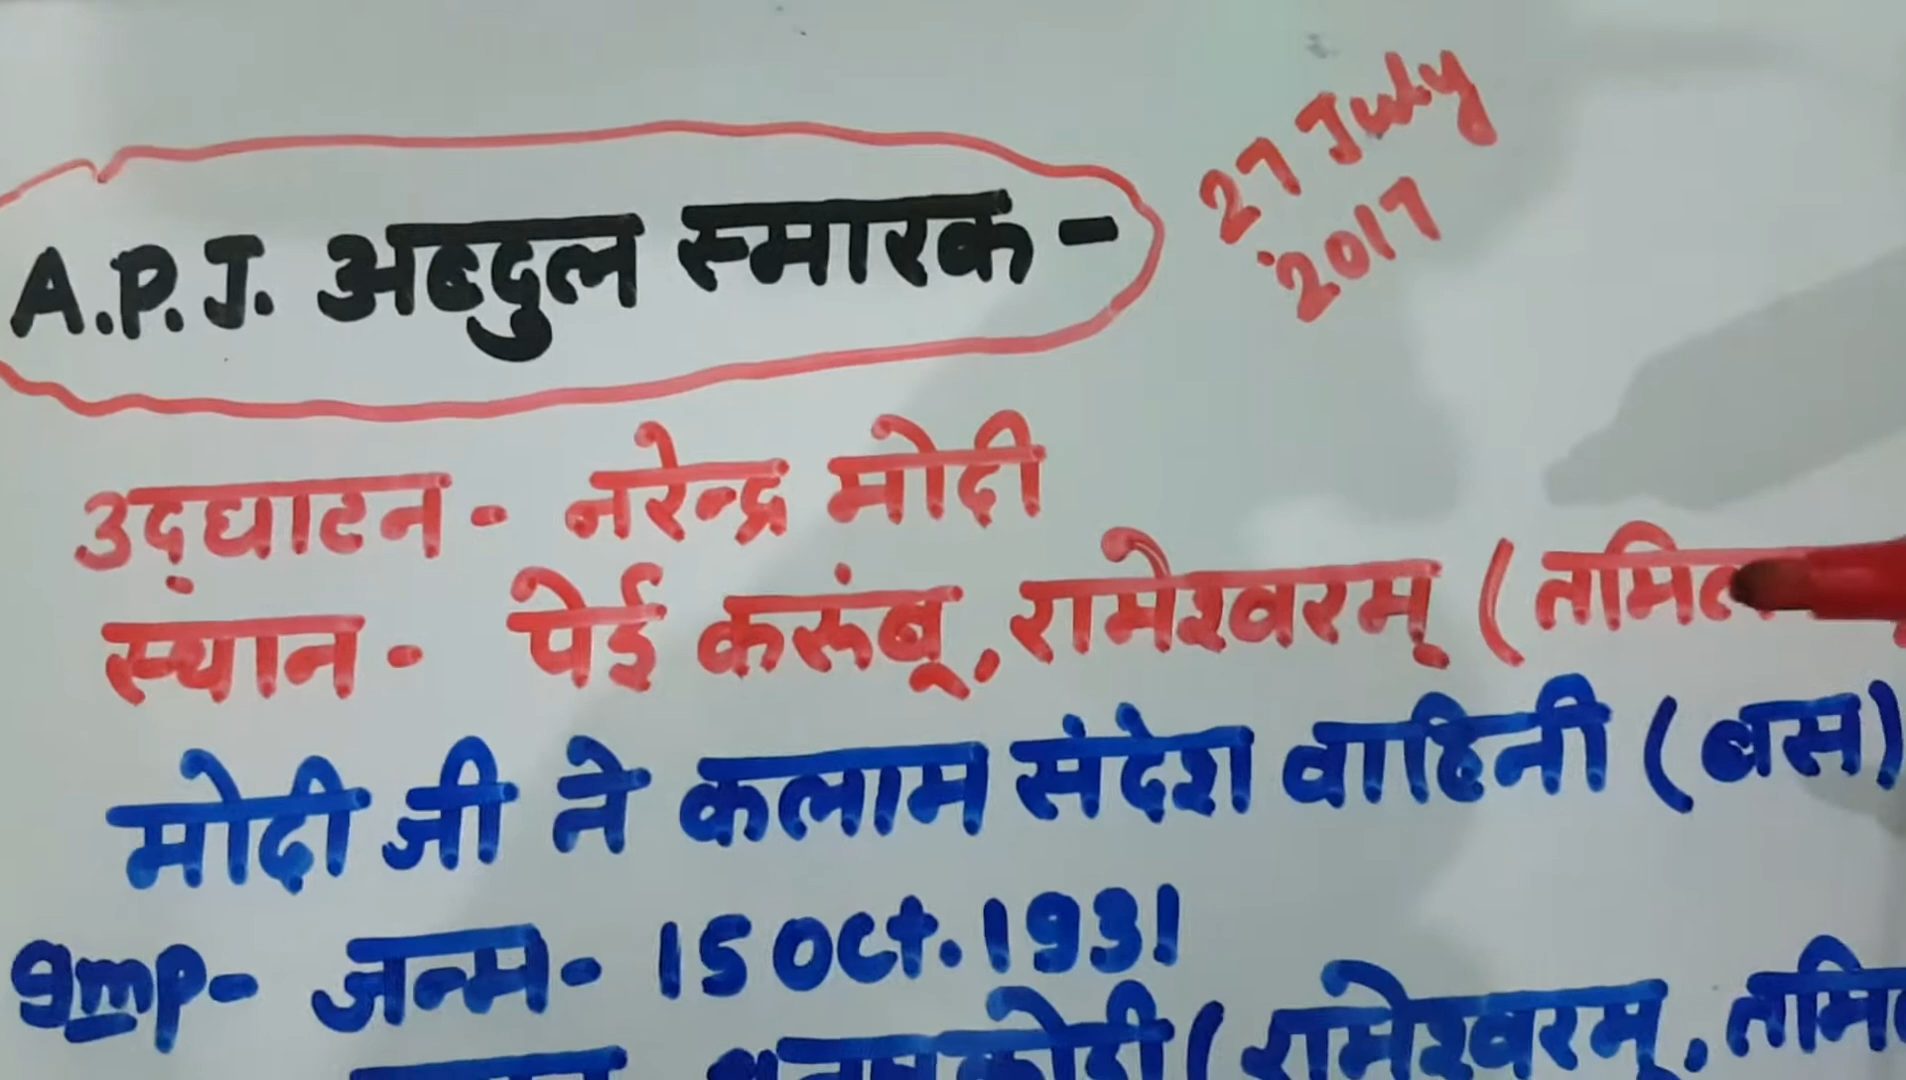 A.P.J. अब्दुल स्मारक -
27 July
2017
उद्घाटन - नरेन्द्र मोदी
स्थान - पेई करूंबू, रामेश्वरम् (तमिल
मोदी जी ने कलाम संदेश वाहिनी (बस)
Imp - जन्म - 15 Oct. 1931
(रामेश्वरम्, तमिल